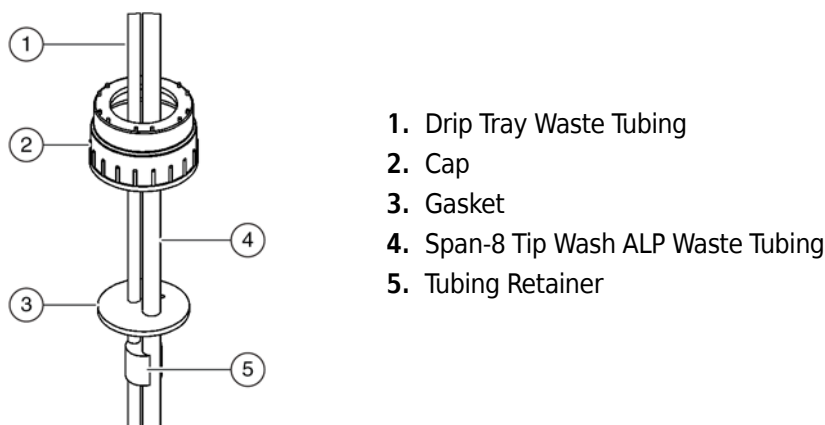 1
2
3
4
5
1. Drip Tray Waste Tubing
2. Cap
3. Gasket
4. Span-8 Tip Wash ALP Waste Tubing
5. Tubing Retainer